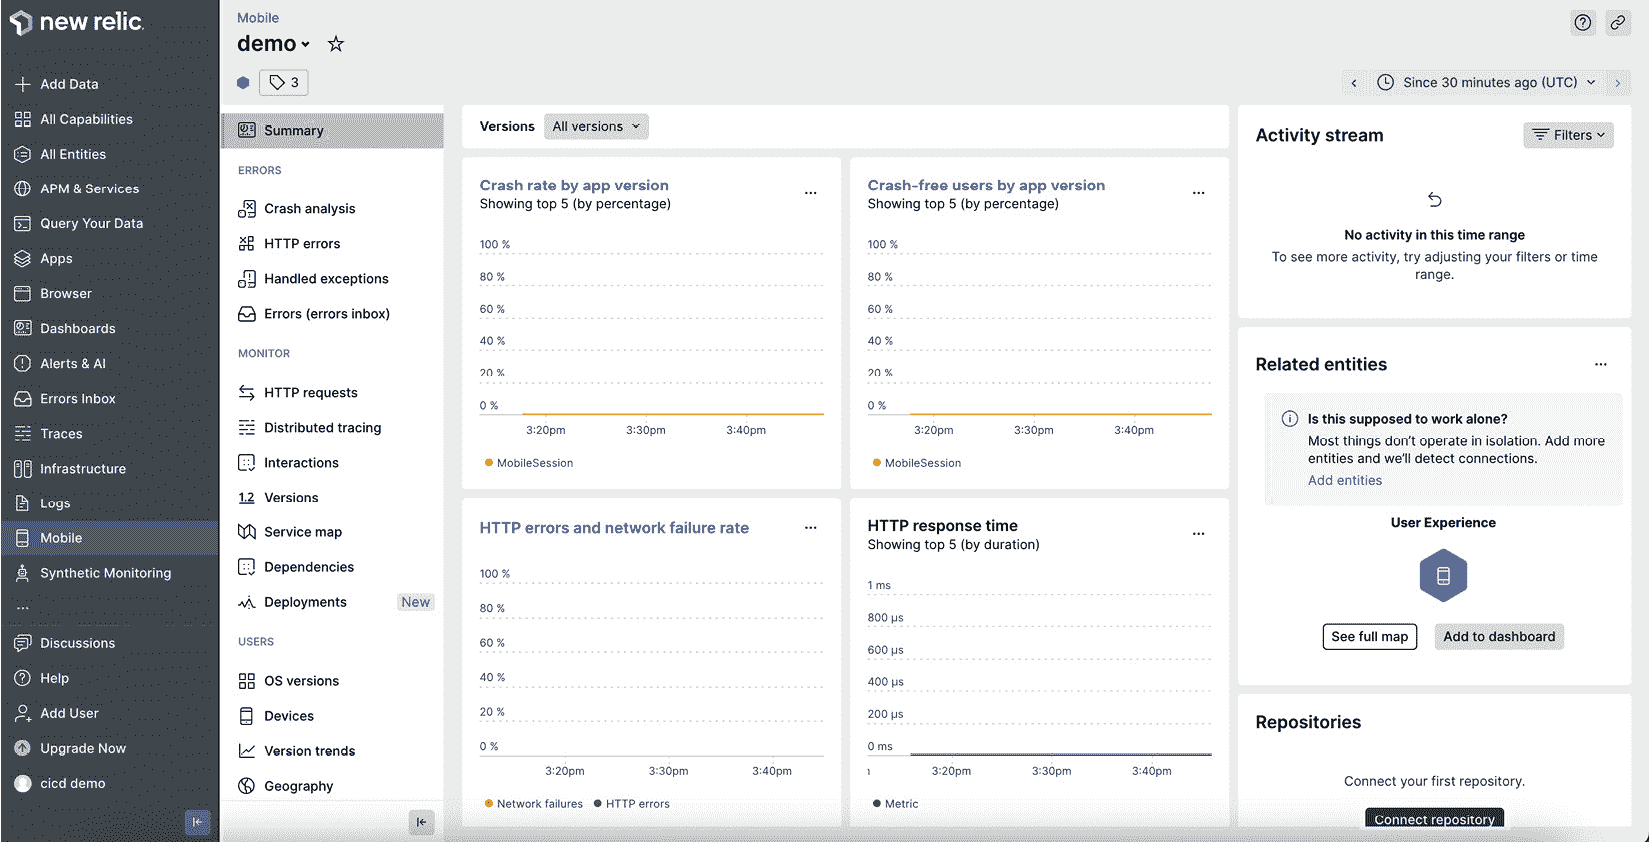 new relic.
Add Data
All Capabilities
All Entities
APM & Services
Query Your Data
Apps
Browser
Dashboards
Alerts & AI
Errors Inbox
Traces
Infrastructure
Logs
Mobile
Synthetic Monitoring
...
Discussions
Help
Add User
Upgrade Now
cicd demo
Mobile
demo
3
Since 30 minutes ago (UTC)
Summary
ERRORS
Crash analysis
HTTP errors
Handled exceptions
Errors (errors inbox)
MONITOR
HTTP requests
Distributed tracing
Interactions
1.2 Versions
Service map
Dependencies
Deployments New
USERS
OS versions
Devices
Version trends
Geography
Versions All versions
Crash rate by app version
...
Showing top 5 (by percentage)
100 %
80 %
60 %
40 %
20 %
0 %
3:20pm 3:30pm 3:40pm
MobileSession
Crash-free users by app version
...
Showing top 5 (by percentage)
100 %
80 %
60 %
40 %
20 %
0 %
3:20pm 3:30pm 3:40pm
MobileSession
HTTP errors and network failure rate
...
100 %
80 %
60 %
40 %
20 %
0 %
3:20pm 3:30pm 3:40pm
Network failures HTTP errors
HTTP response time
...
Showing top 5 (by duration)
1 ms
800 µs
600 µs
400 µs
200 µs
0 ms
3:20pm 3:30pm 3:40pm
Metric
Activity stream
Filters
No activity in this time range
To see more activity, try adjusting your filters or time
range.
Related entities
...
Is this supposed to work alone?
Most things don't operate in isolation. Add more
entities and we'll detect connections.
Add entities
User Experience
See full map Add to dashboard
Repositories
Connect your first repository.
Connect repository